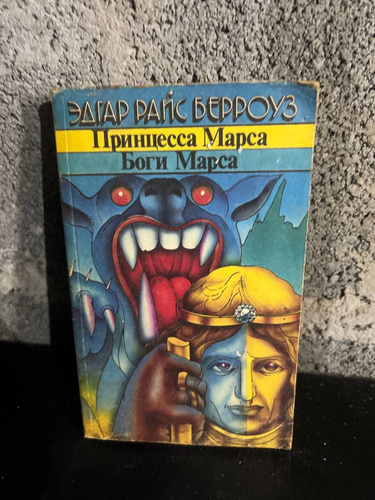 ЭДГАР РАЙС БЕРРОУЗ
Принцесса Марса
Боги Марса